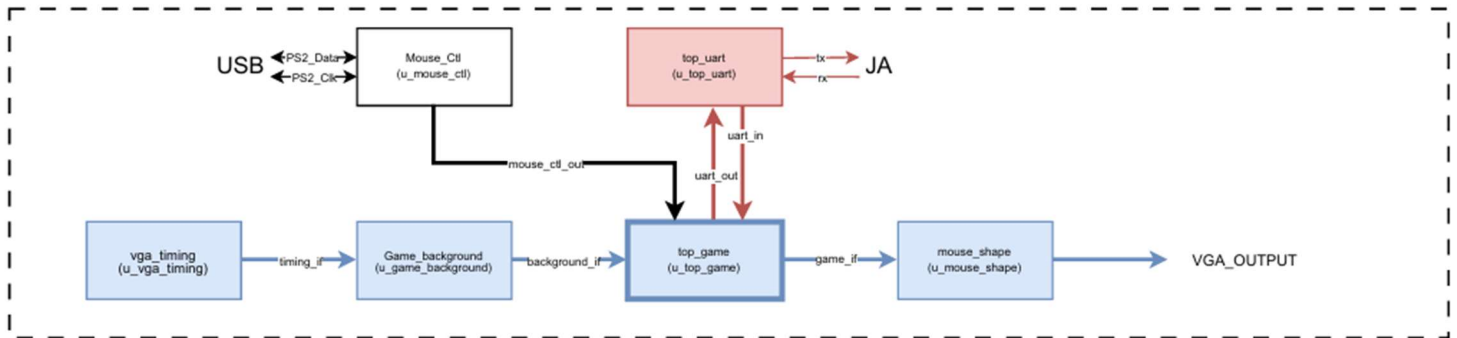 USB
PS2_Data
PS2_Clk
Mouse_Ctl
(u_mouse_ctl)
top_uart
(u_top_uart)
tx
rx
JA
uart_in
mouse_ctl_out
uart_out
vga_timing
(u_vga_timing)
timing_if
Game_background
(u_game_background)
background_if
top_game
(u_top_game)
game_if
mouse_shape
(u_mouse_shape)
VGA_OUTPUT